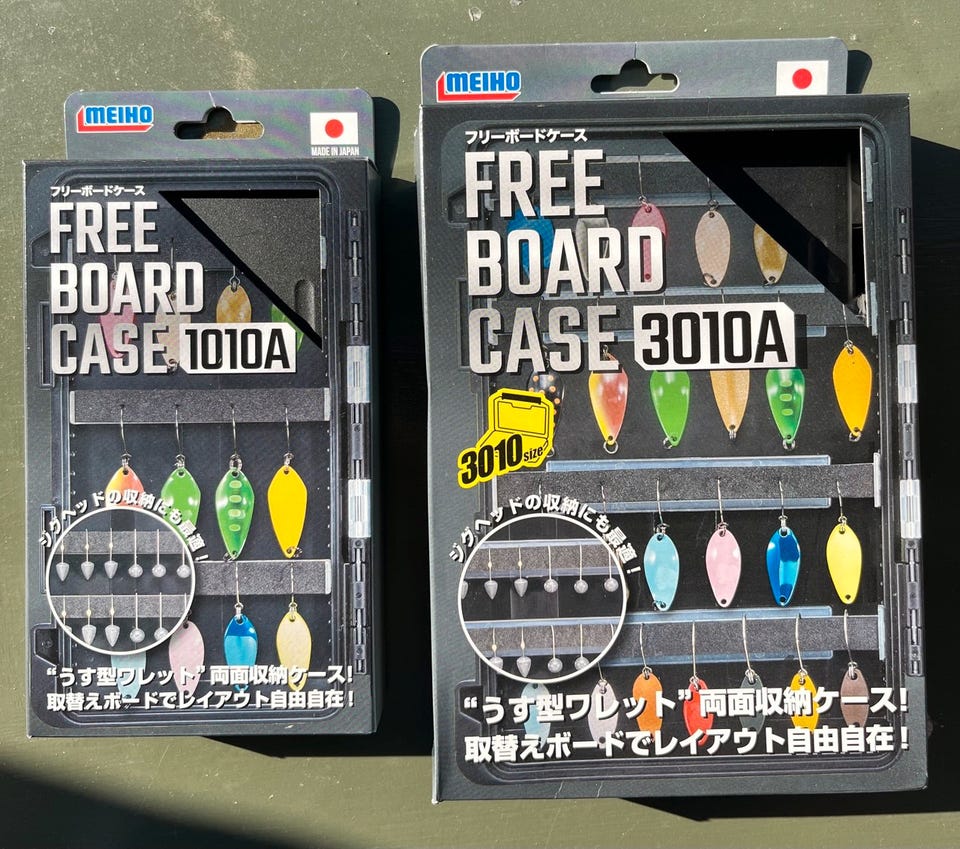 MEIHO
MADE IN JAPAN
フリーボードケース
FREE
BOARD
CASE 1010A
ジグヘッドの収納にも最適!
“うす型ワレット”両面収納ケース!
取替えボードでレイアウト自由自在!
MEIHO
フリーボードケース
FREE
BOARD
CASE 3010A
3010 size
ジグヘッドの収納にも最適!
“うす型ワレット”両面収納ケース!
取替えボードでレイアウト自由自在!